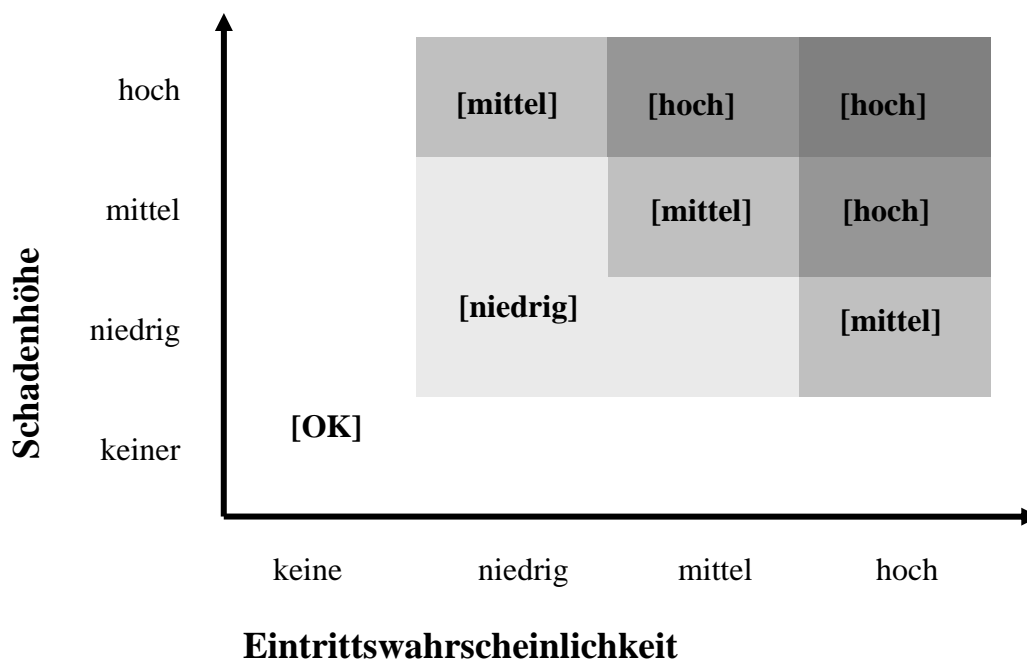 hoch
[mittel]
[hoch]
[hoch]
mittel
[mittel]
[hoch]
Schadenhöhe
niedrig
[niedrig]
[mittel]
keiner
[OK]
keine
niedrig
mittel
hoch
Eintrittswahrscheinlichkeit